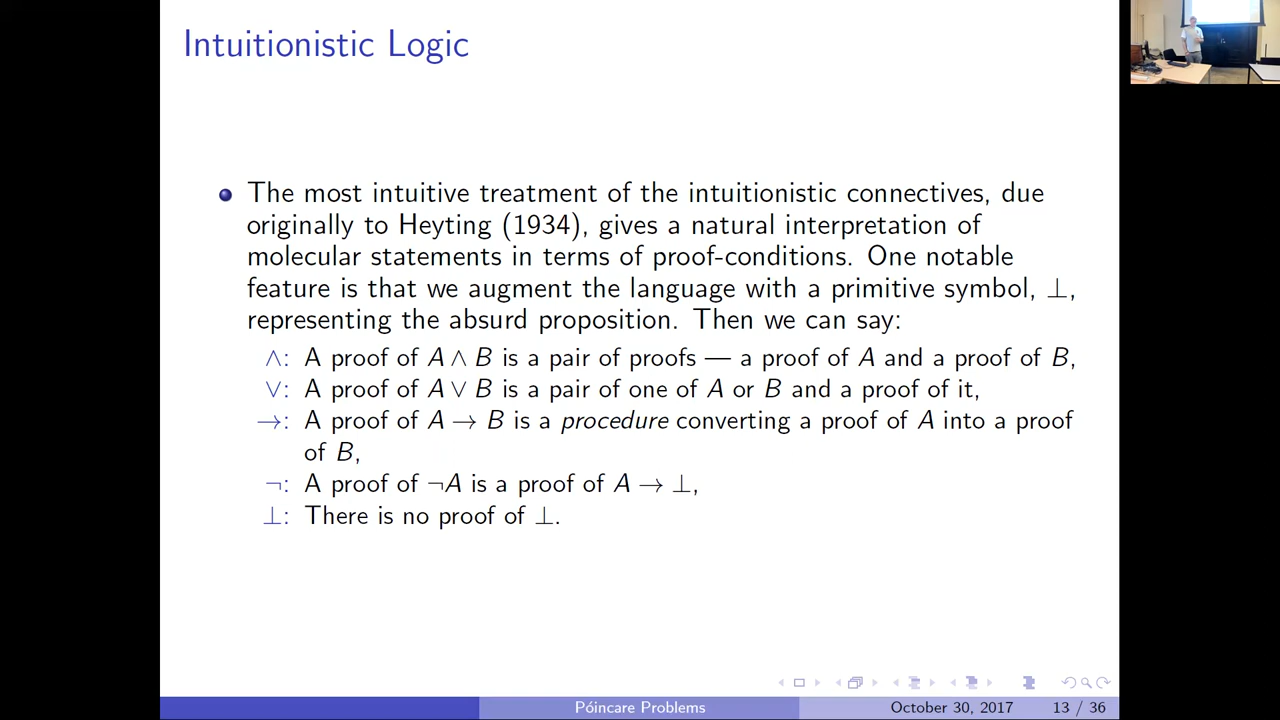 Intuitionistic Logic
The most intuitive treatment of the intuitionistic connectives, due
originally to Heyting (1934), gives a natural interpretation of
molecular statements in terms of proof-conditions. One notable
feature is that we augment the language with a primitive symbol, ⊥,
representing the absurd proposition. Then we can say:
∧: A proof of A ∧ B is a pair of proofs — a proof of A and a proof of B,
∨: A proof of A ∨ B is a pair of one of A or B and a proof of it,
→: A proof of A → B is a procedure converting a proof of A into a proof
of B,
¬: A proof of ¬A is a proof of A → ⊥,
⊥: There is no proof of ⊥.
Póincare Problems October 30, 2017 13 / 36